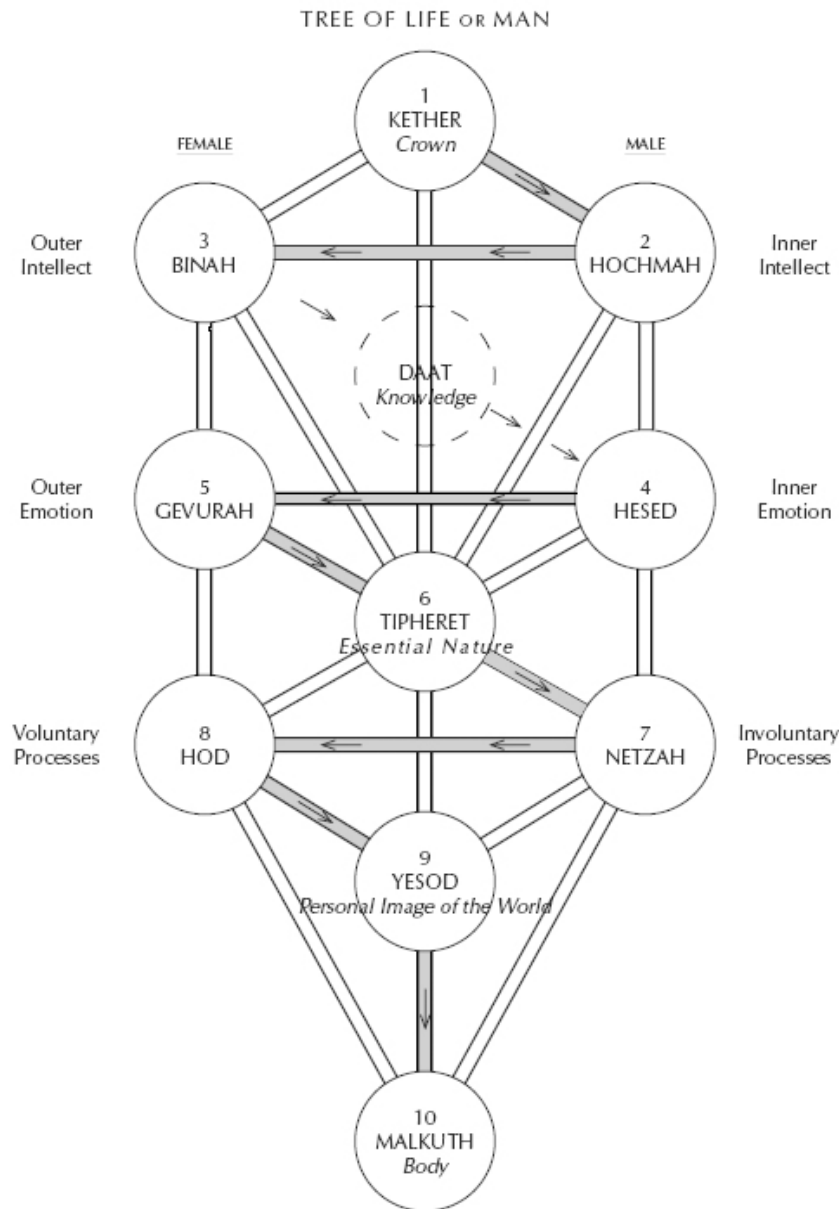 TREE OF LIFE OR MAN
1
KETHER
Crown
FEMALE
MALE
Outer
Intellect
3
BINAH
2
HOCHMAH
Inner
Intellect
DAAT
Knowledge
Outer
Emotion
5
GEVURAH
4
HESED
Inner
Emotion
6
TIPHERET
Essential Nature
Voluntary
Processes
8
HOD
7
NETZAH
Involuntary
Processes
9
YESOD
Personal Image of the World
10
MALKUTH
Body